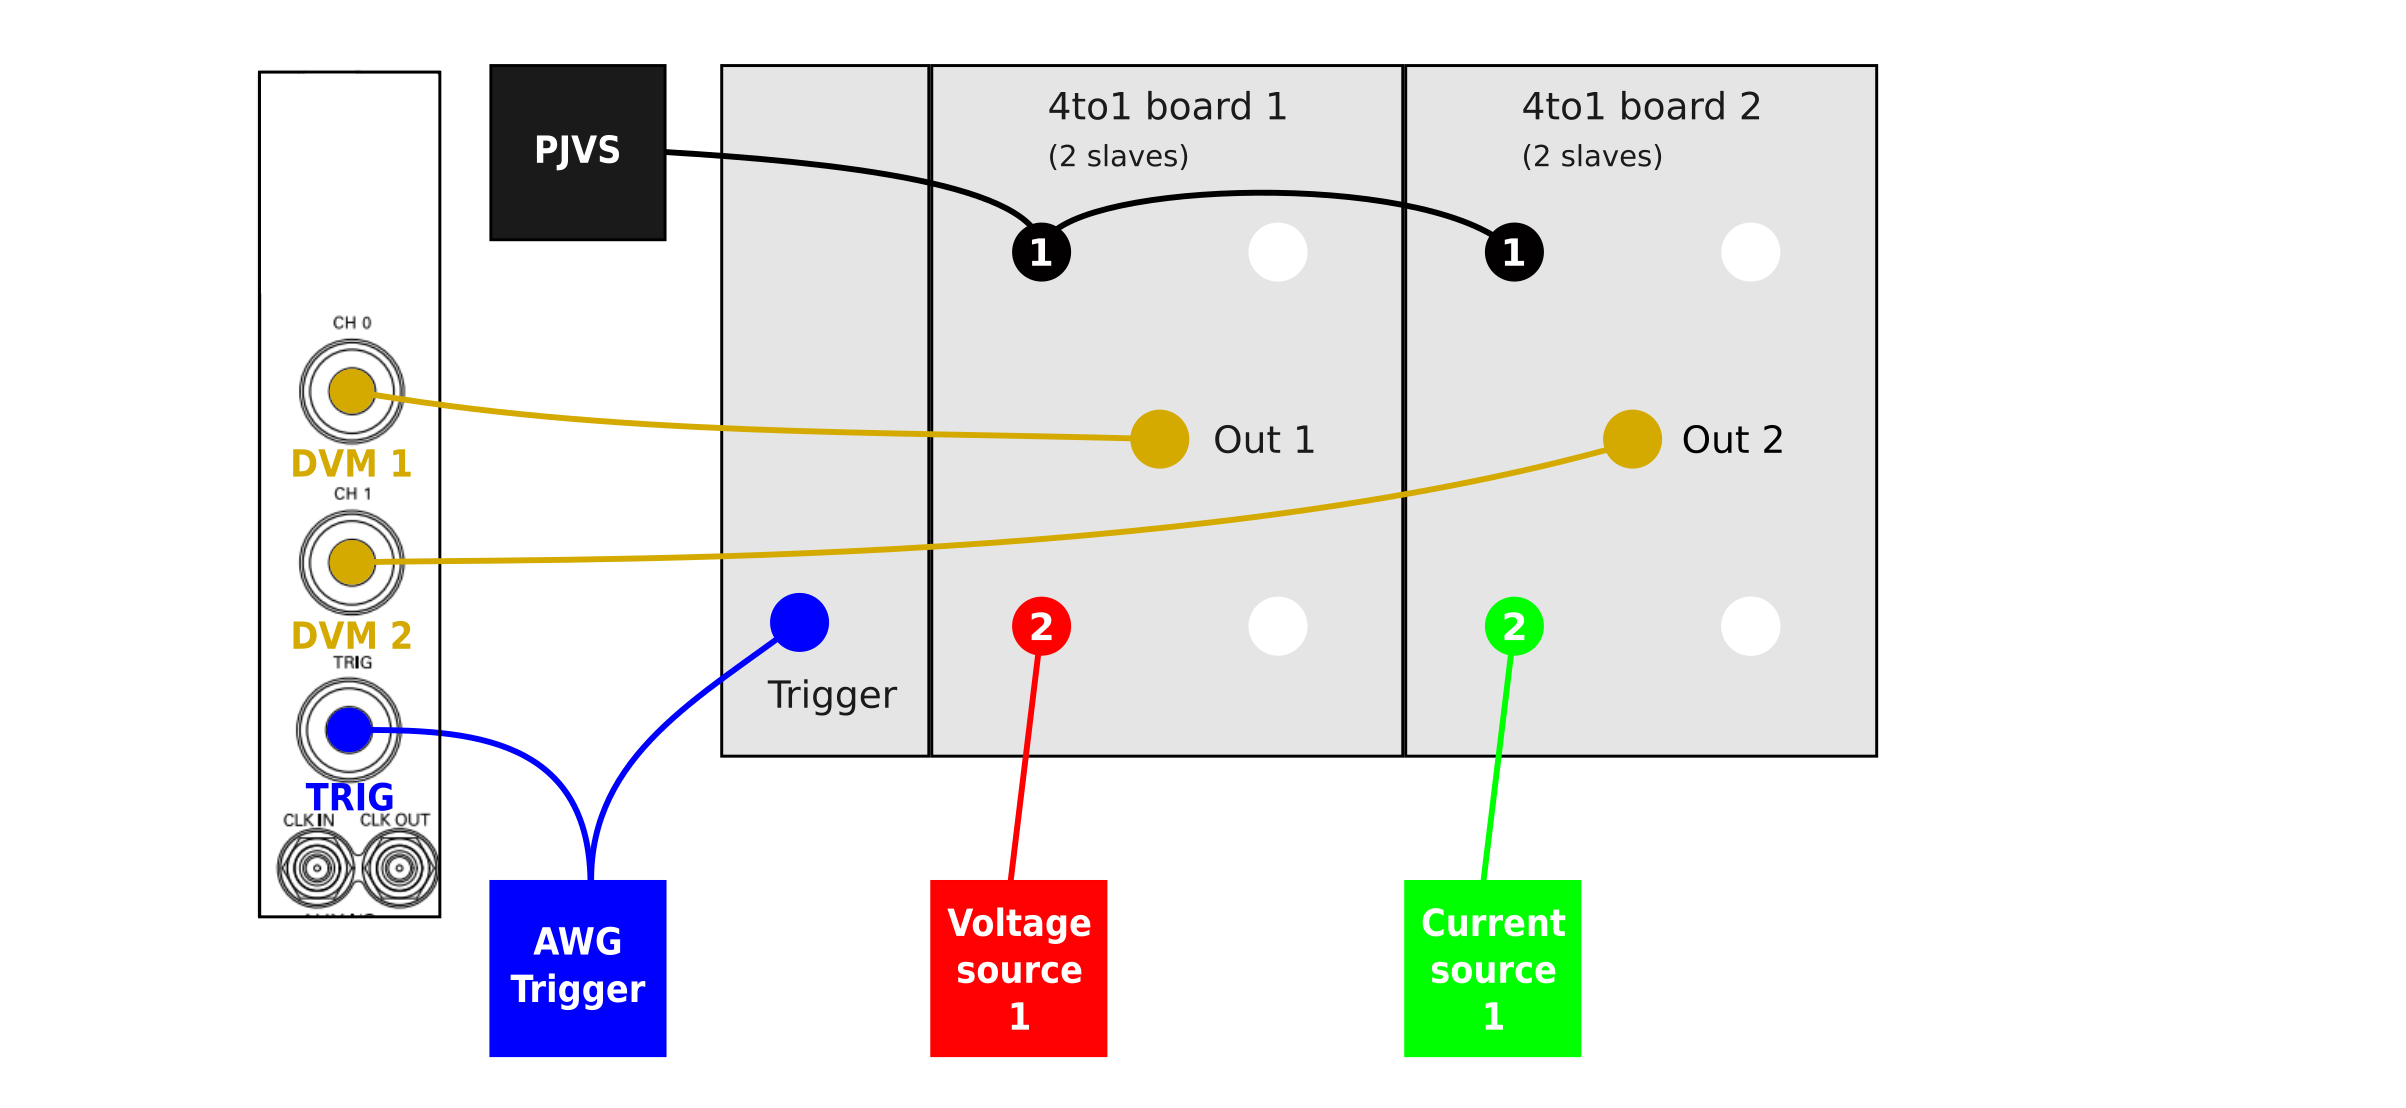 PJVS
4to1 board 1
(2 slaves)
4to1 board 2
(2 slaves)
1
1
CH 0
DVM 1
CH 1
DVM 2
TRIG
TRIG
CLK IN
CLK OUT
Out 1
Out 2
Trigger
2
2
AWG
Trigger
Voltage
source
1
Current
source
1